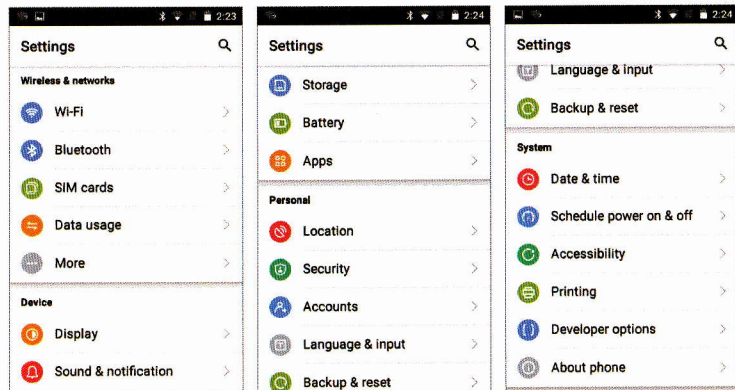 2:23
Settings
Wireless & networks
Wi-Fi
Bluetooth
SIM cards
Data usage
More
Device
Display
Sound & notification
2:24
Settings
Storage
Battery
Apps
Personal
Location
Security
Accounts
Language & input
Backup & reset
2:24
Settings
Language & input
Backup & reset
System
Date & time
Schedule power on & off
Accessibility
Printing
Developer options
About phone